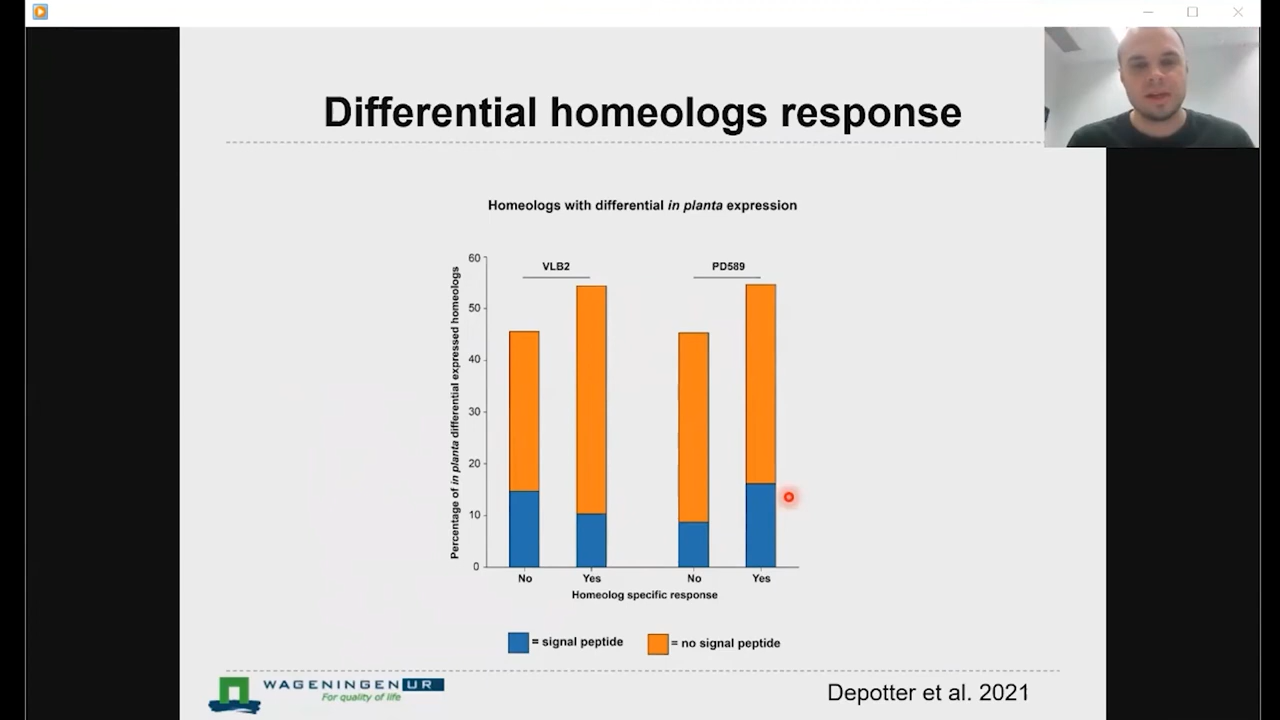 Differential homeologs response
Homeologs with differential in planta expression
Percentage of in planta differential expressed homeologs
60
50
40
30
20
10
0
VLB2
PD589
No
Yes
No
Yes
Homeolog specific response
= signal peptide
= no signal peptide
WAGENINGEN UR
For quality of life
Depotter et al. 2021